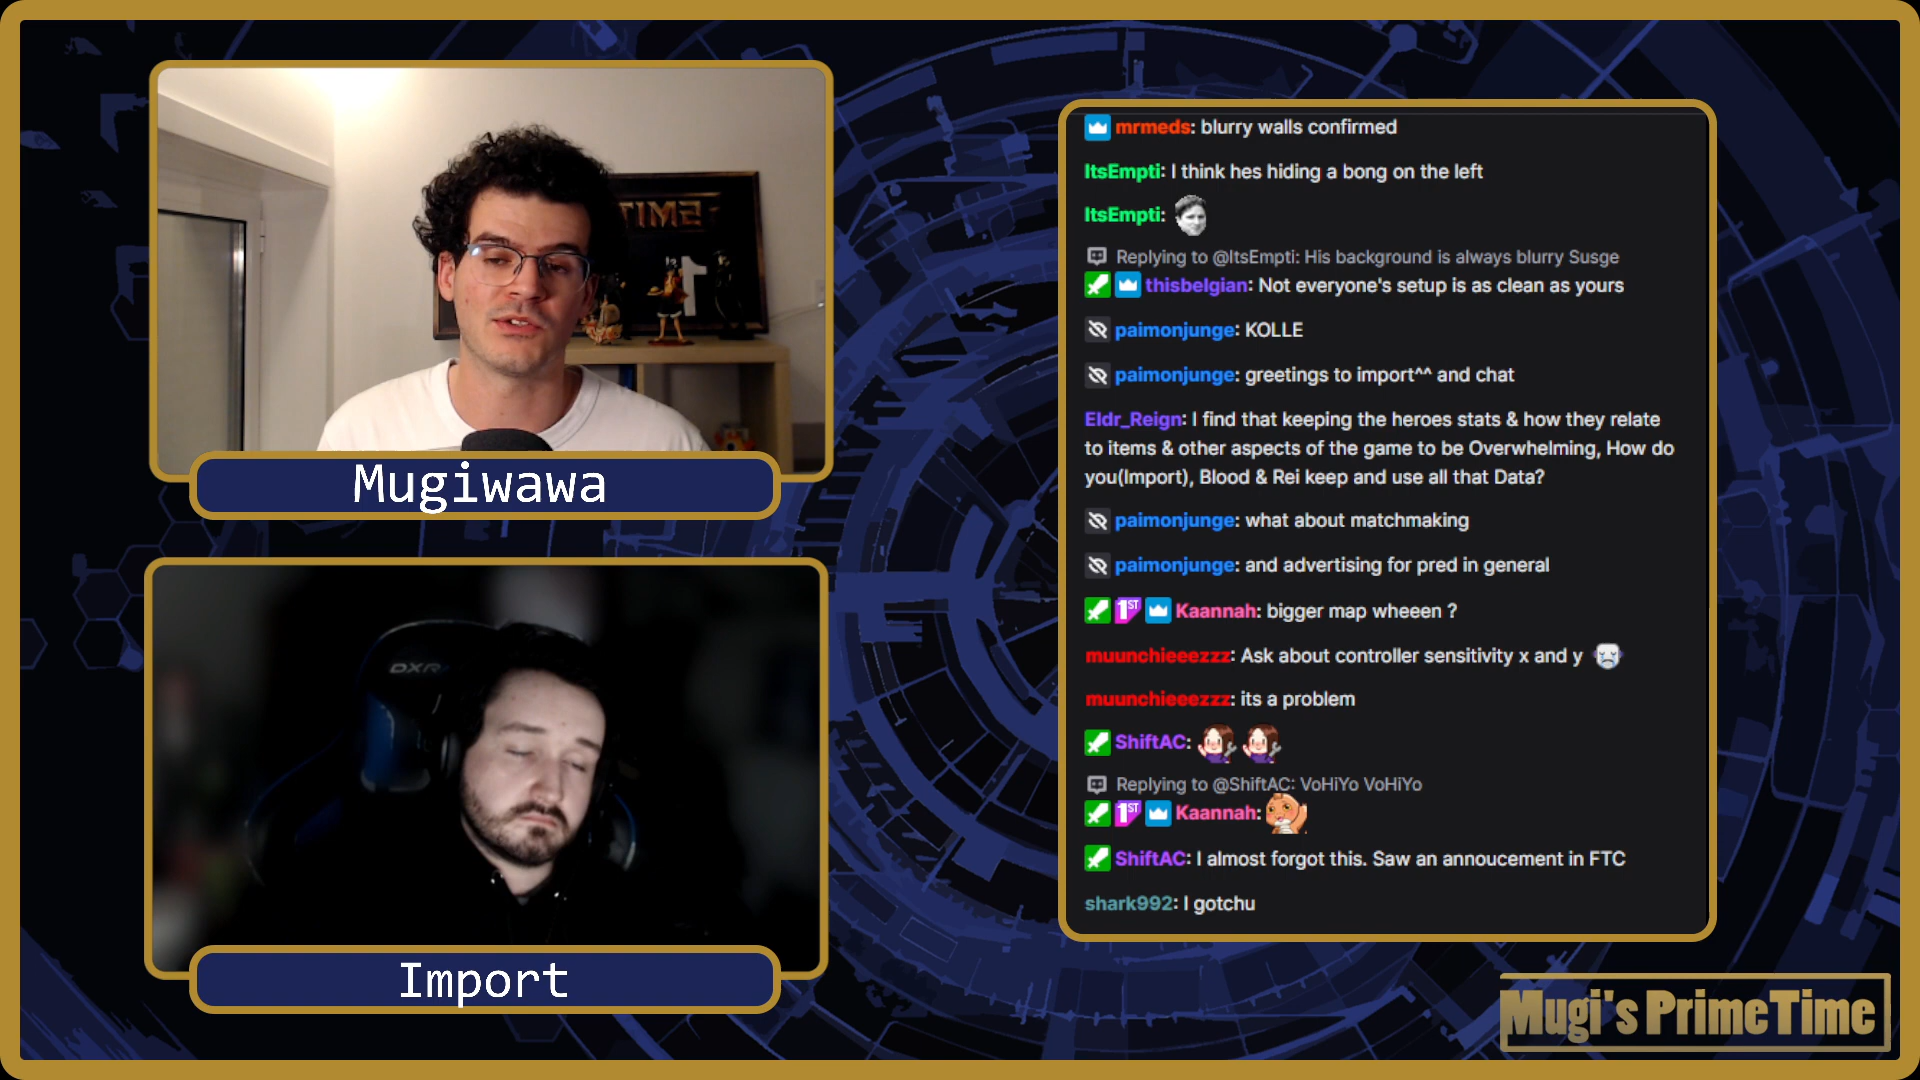 TIME
1
Mugiwawa
DXR
Import
mrmeds: blurry walls confirmed
ItsEmpti: I think hes hiding a bong on the left
ItsEmpti:
Replying to @ItsEmpti: His background is always blurry Susge
thisbelgian: Not everyone's setup is as clean as yours
paimonjunge: KOLLE
paimonjunge: greetings to import^^ and chat
Eldr_Reign: I find that keeping the heroes stats & how they relate
to items & other aspects of the game to be Overwhelming, How do
you(Import), Blood & Rei keep and use all that Data?
paimonjunge: what about matchmaking
paimonjunge: and advertising for pred in general
1ST Kaannah: bigger map wheeen ?
muunchieeezzz: Ask about controller sensitivity x and y
muunchieeezzz: its a problem
ShiftAC:
Replying to @ShiftAC: VoHiYo VoHiYo
1ST Kaannah:
ShiftAC: I almost forgot this. Saw an annoucement in FTC
shark992: I gotchu
Mugi's PrimeTime